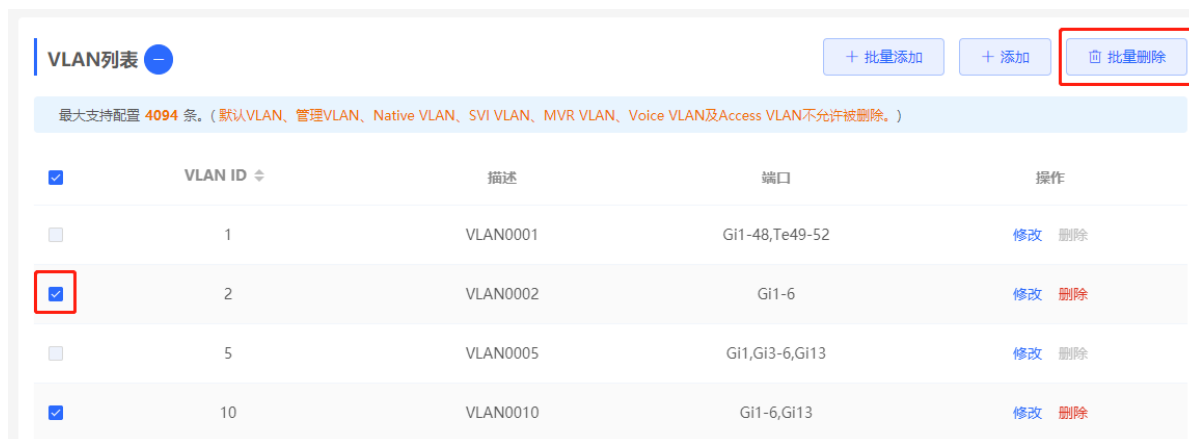 VLAN列表
+ 批量添加 + 添加 批量删除
最大支持配置 4094 条。(默认VLAN、管理VLAN、Native VLAN、SVI VLAN、MVR VLAN、Voice VLAN及Access VLAN不允许被删除。)
VLAN ID 描述 端口 操作
1 VLAN0001 Gi1-48,Te49-52 修改 删除
2 VLAN0002 Gi1-6 修改 删除
5 VLAN0005 Gi1,Gi3-6,Gi13 修改 删除
10 VLAN0010 Gi1-6,Gi13 修改 删除